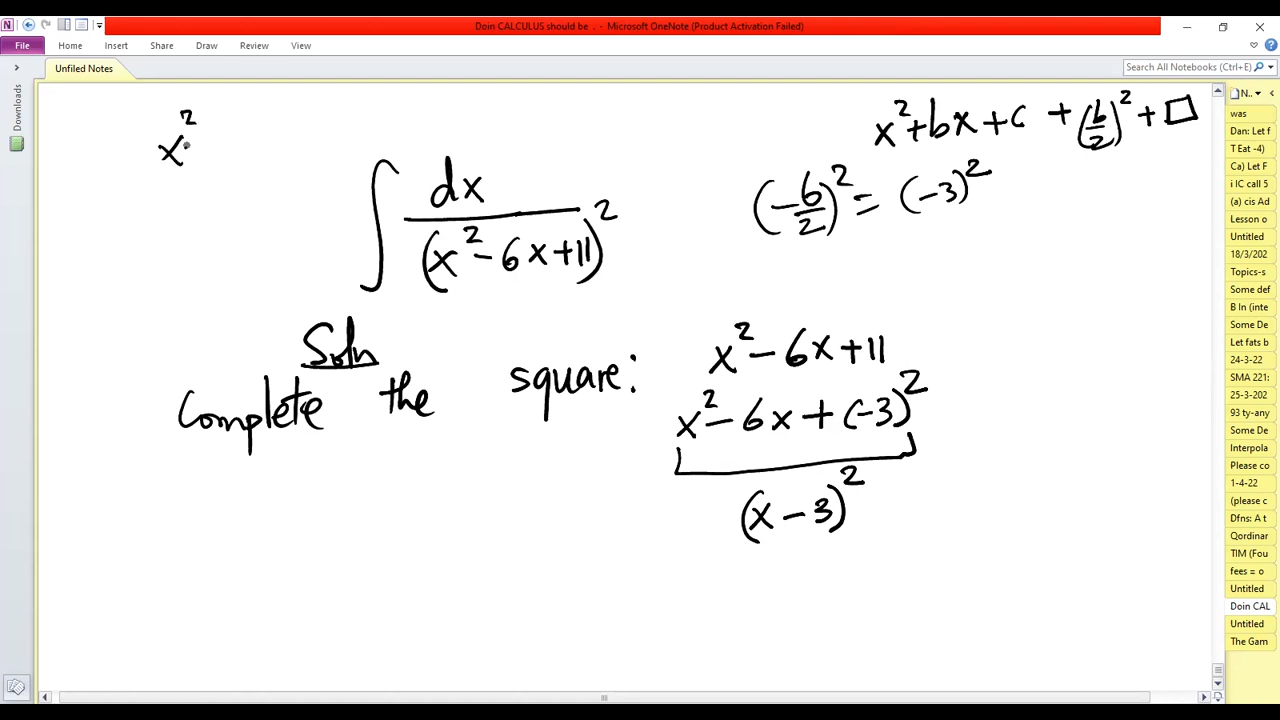 Doin CALCULUS should be . - Microsoft OneNote (Product Activation Failed)
File Home Insert Share Draw Review View
Unfiled Notes
Search All Notebooks (Ctrl+E)
Downloads
x²
x²+bx+c +(b/2)²+□
∫ dx/(x²-6x+11)²
(-6/2)² = (-3)²
Soln
Complete the square:
x²-6x+11
x²-6x+(-3)²
(x-3)²
N..
was
Dan: Let f
T Eat -4)
Ca) Let F
i IC call 5
(a) cis Ad
Lesson o
Untitled
18/3/202
Topics-s
Some def
B In (inte
Some De
Let fats b
24-3-22
SMA 221:
25-3-202
93 ty-any
Some De
Interpola
Please co
1-4-22
(please c
Dfns: A t
Qordinar
TIM (Fou
fees = o
Untitled
Doin CAL
Untitled
The Gam